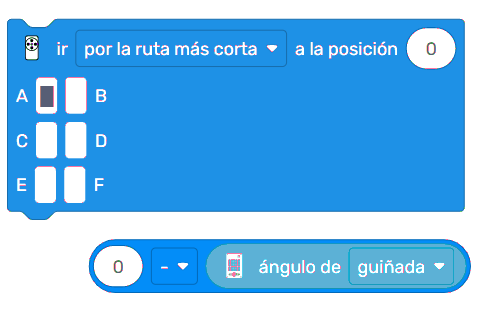 ir por la ruta más corta a la posición 0
A B
C D
E F
0 - ángulo de guiñada